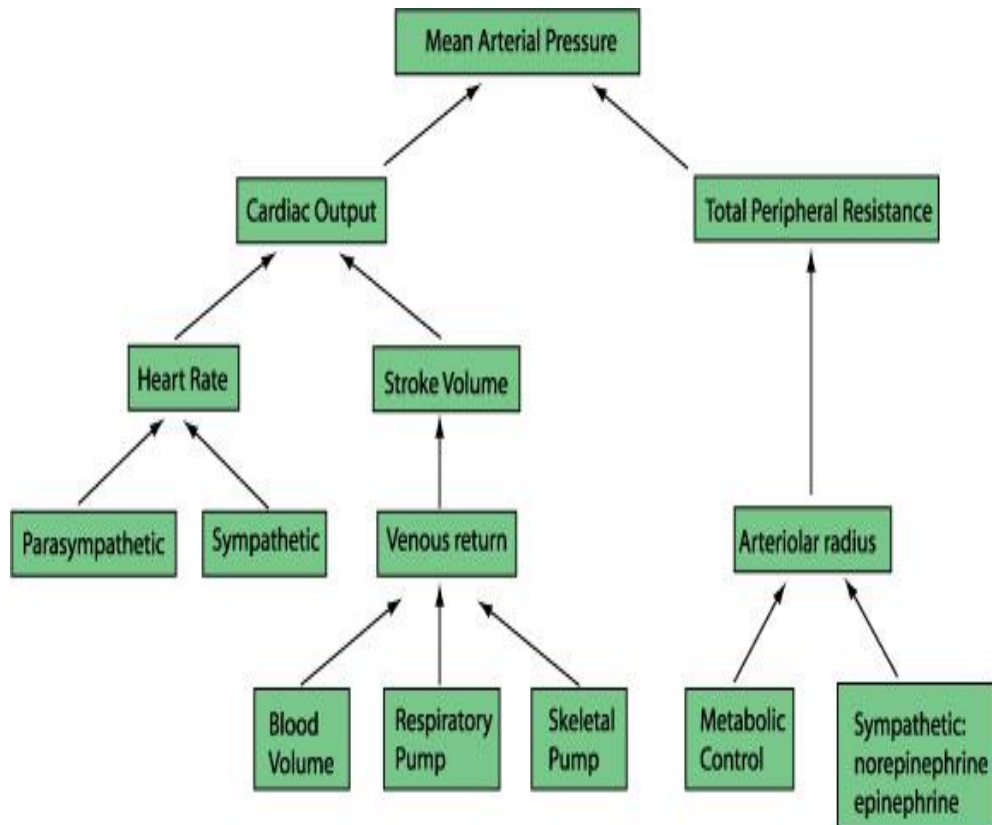 Mean Arterial Pressure
Cardiac Output
Total Peripheral Resistance
Heart Rate
Stroke Volume
Parasympathetic
Sympathetic
Venous return
Arteriolar radius
Blood
Volume
Respiratory
Pump
Skeletal
Pump
Metabolic
Control
Sympathetic:
norepinephrine
epinephrine